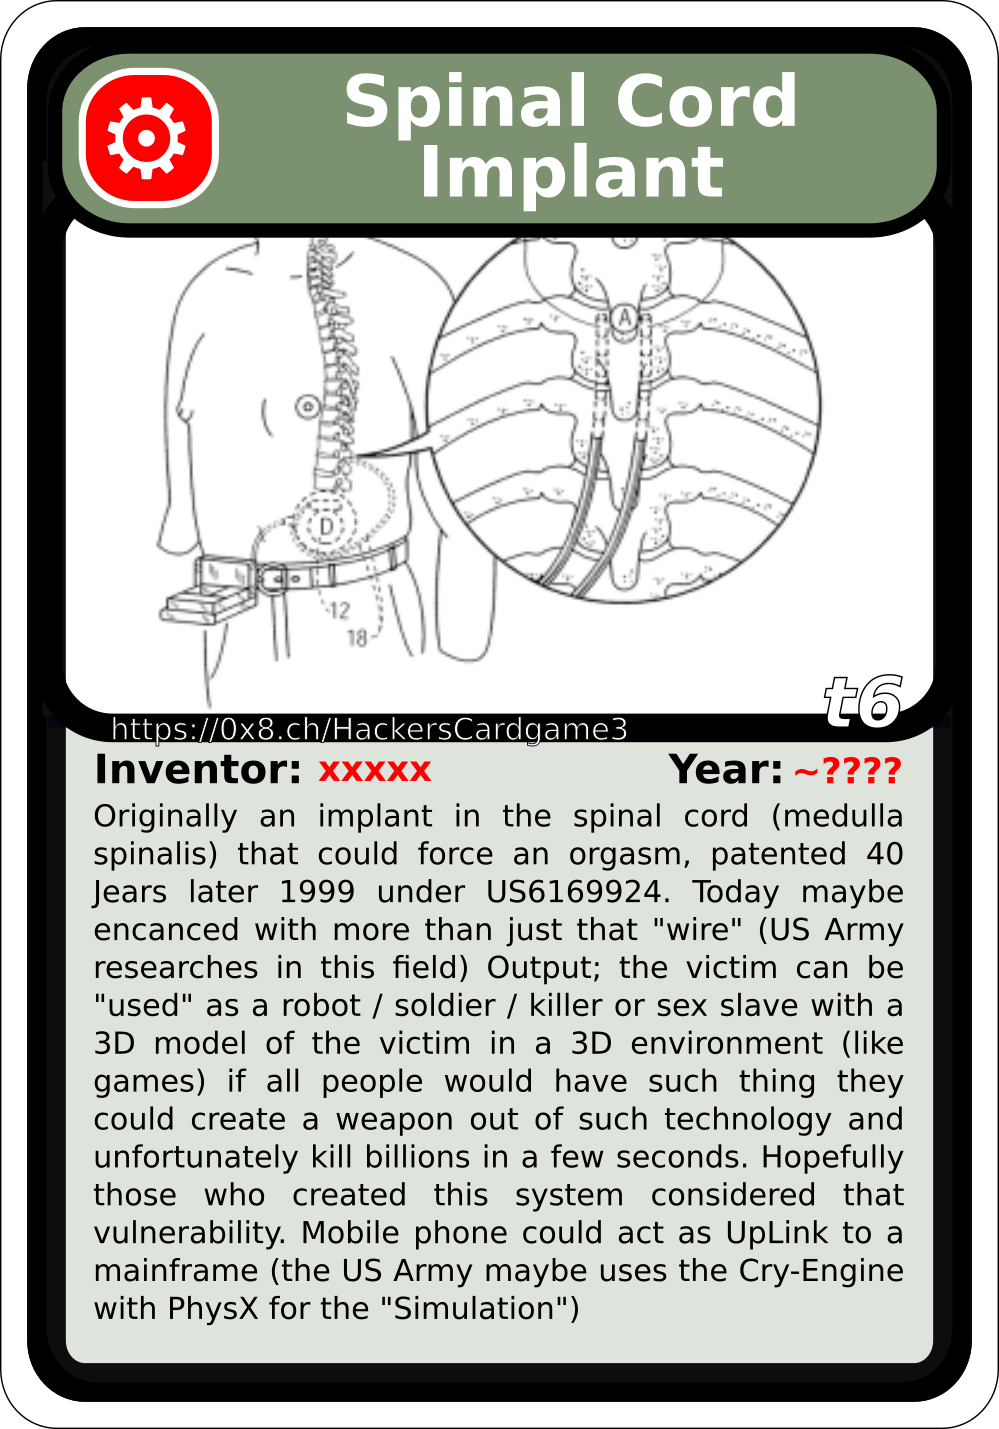 Spinal Cord
Implant
A
D
12
18
t6
https://0x8.ch/HackersCardgame3
Inventor: xxxxx Year: ~????
Originally an implant in the spinal cord (medulla
spinalis) that could force an orgasm, patented 40
Jears later 1999 under US6169924. Today maybe
encanced with more than just that "wire" (US Army
researches in this field) Output; the victim can be
"used" as a robot / soldier / killer or sex slave with a
3D model of the victim in a 3D environment (like
games) if all people would have such thing they
could create a weapon out of such technology and
unfortunately kill billions in a few seconds. Hopefully
those who created this system considered that
vulnerability. Mobile phone could act as UpLink to a
mainframe (the US Army maybe uses the Cry-Engine
with PhysX for the "Simulation")